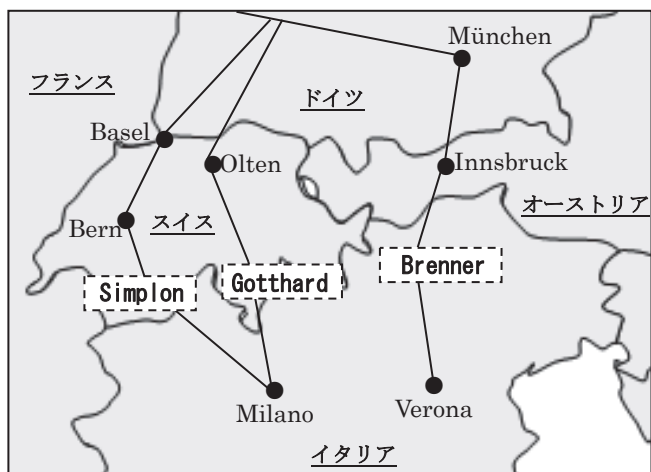 München
フランス
ドイツ
Basel
Olten
Innsbruck
オーストリア
Bern
スイス
Simplon
Gotthard
Brenner
Milano
Verona
イタリア